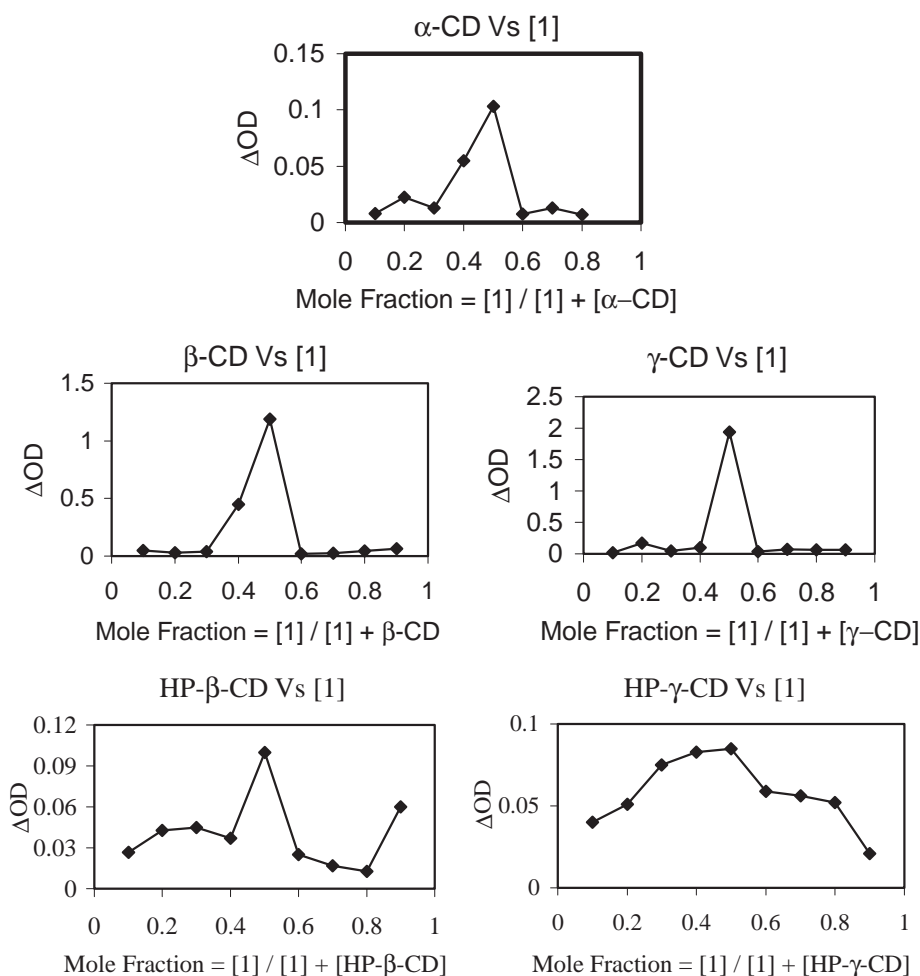 α-CD Vs [1]
0.15
0.1
0.05
0
ΔOD
0 0.2 0.4 0.6 0.8 1
Mole Fraction = [1] / [1] + [α–CD]
β-CD Vs [1]
1.5
1
0.5
0
ΔOD
0 0.2 0.4 0.6 0.8 1
Mole Fraction = [1] / [1] + β-CD
γ-CD Vs [1]
2.5
2
1.5
1
0.5
0
ΔOD
0 0.2 0.4 0.6 0.8 1
Mole Fraction = [1] / [1] + [γ–CD]
HP-β-CD Vs [1]
0.12
0.09
0.06
0.03
0
ΔOD
0 0.2 0.4 0.6 0.8 1
Mole Fraction = [1] / [1] + [HP-β-CD]
HP-γ-CD Vs [1]
0.1
0.05
0
ΔOD
0 0.2 0.4 0.6 0.8 1
Mole Fraction = [1] / [1] + [HP-γ-CD]